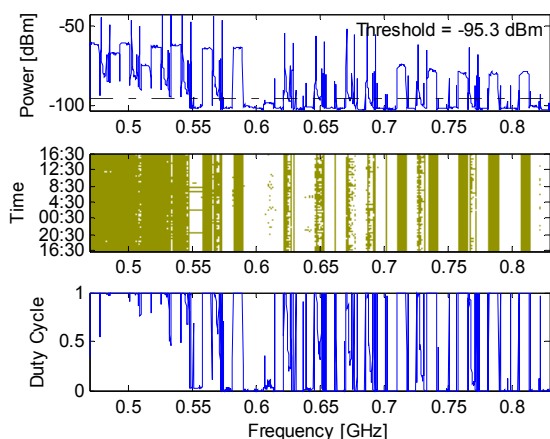 Threshold = -95.3 dBm
Power [dBm]
-50
-100
0.5 0.55 0.6 0.65 0.7 0.75 0.8
Time
16:30
12:30
8:30
4:30
00:30
20:30
16:30
0.5 0.55 0.6 0.65 0.7 0.75 0.8
Duty Cycle
1
0.5
0
0.5 0.55 0.6 0.65 0.7 0.75 0.8
Frequency [GHz]